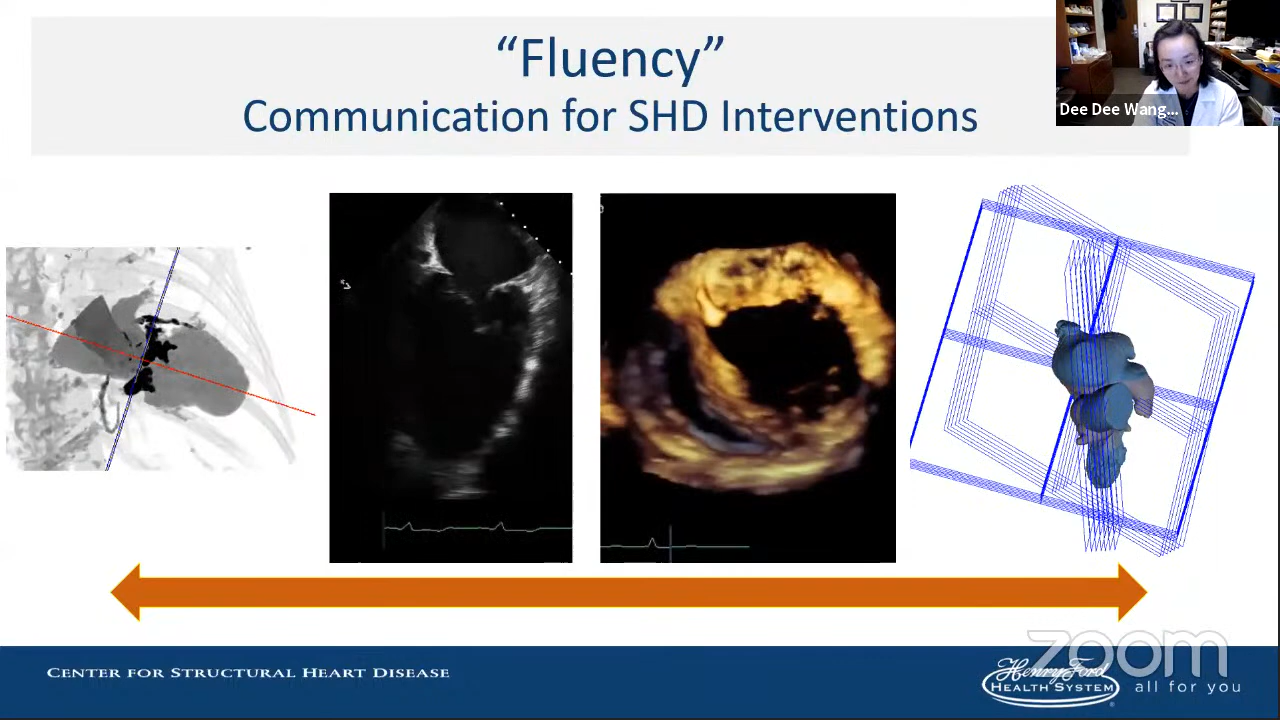 “Fluency”
Communication for SHD Interventions
Dee Dee Wang...
CENTER FOR STRUCTURAL HEART DISEASE
zoom
Henry Ford
HEALTH SYSTEM
all for you